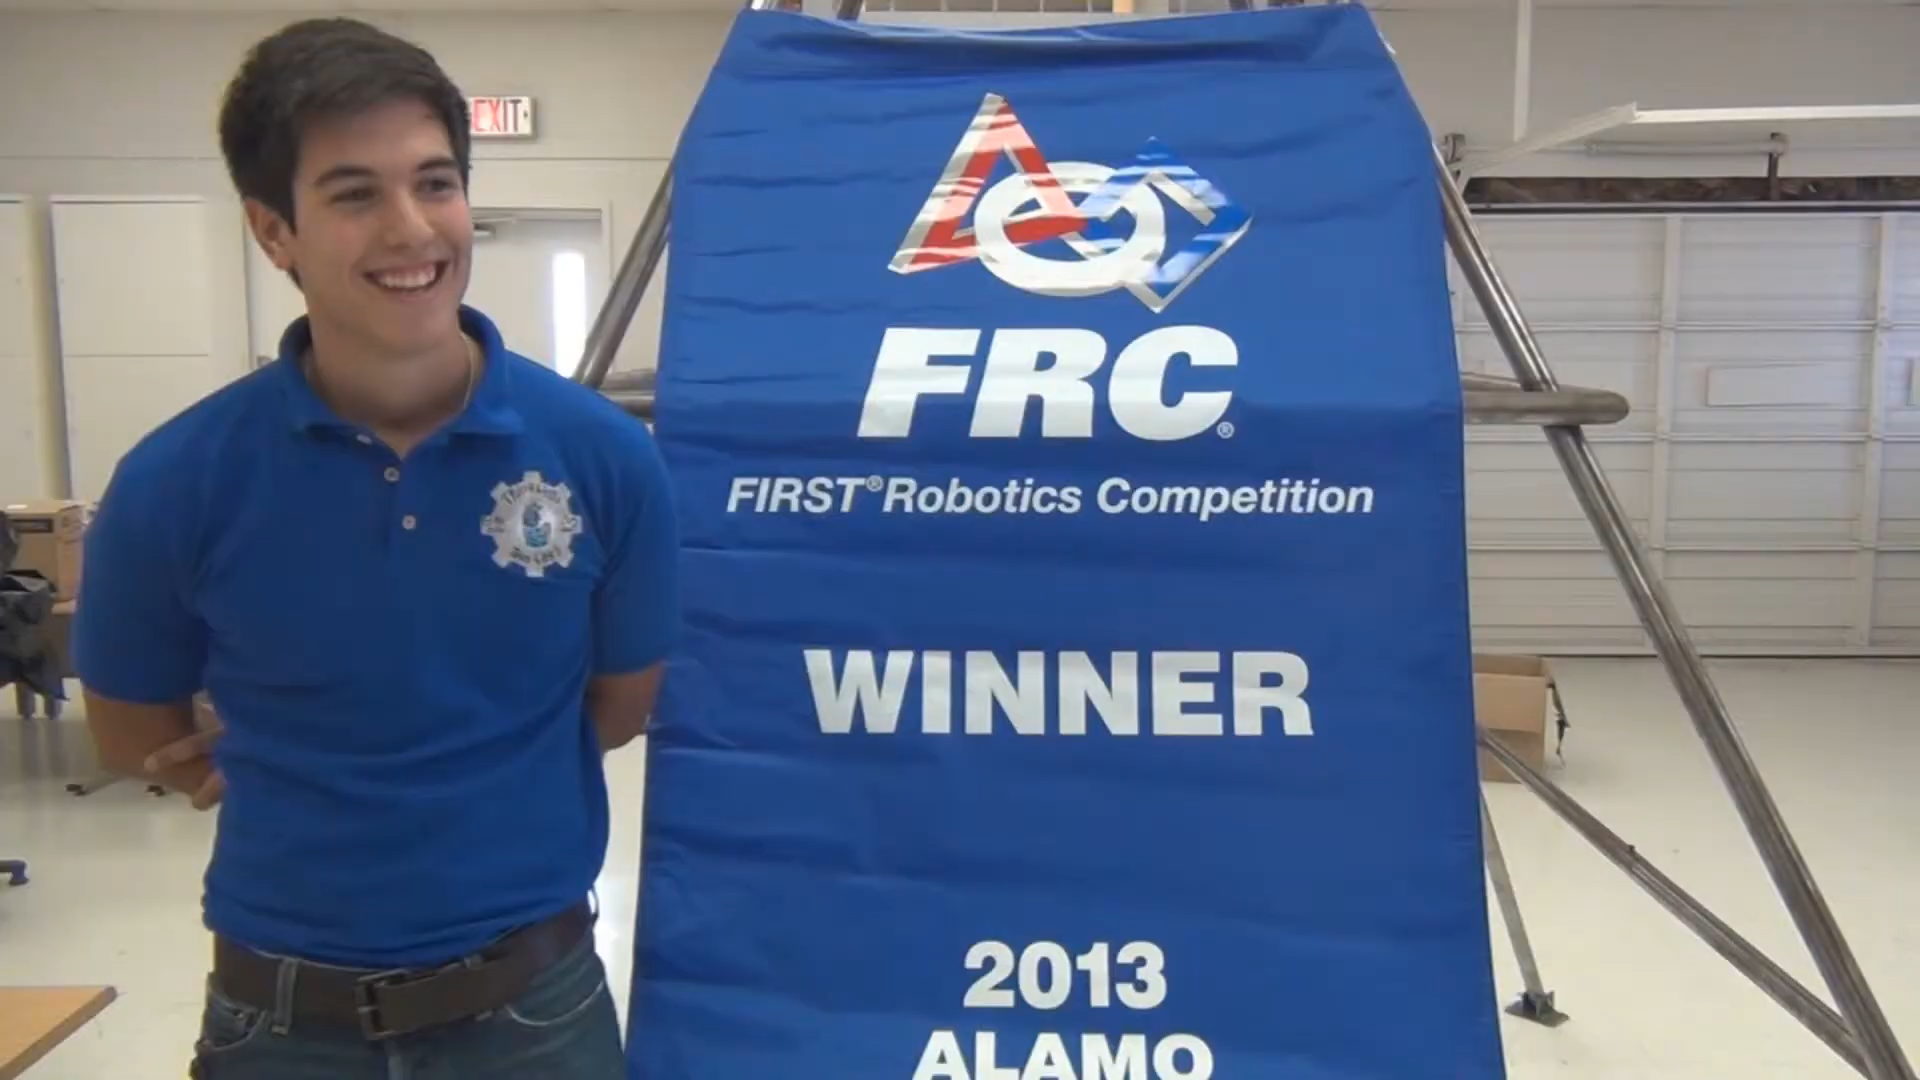 EXIT
FRC®
FIRST® Robotics Competition
WINNER
2013
ALAMO